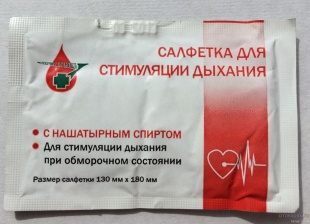 САЛФЕТКА ДЛЯ
СТИМУЛЯЦИИ ДЫХАНИЯ
С НАШАТЫРНЫМ СПИРТОМ
Для стимуляции дыхания
при обморочном состоянии
Размер салфетки 130 мм х 180 мм